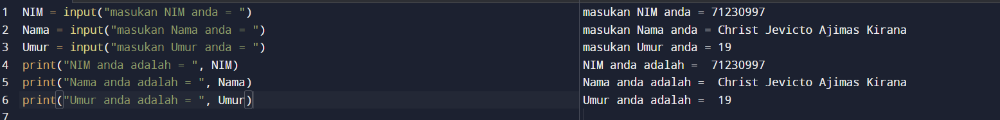 1 NIM = input("masukan NIM anda = ")
2 Nama = input("masukan Nama anda = ")
3 Umur = input("masukan Umur anda = ")
4 print("NIM anda adalah = ", NIM)
5 print("Nama anda adalah = ", Nama)
6 print("Umur anda adalah = ", Umur)
7
masukan NIM anda = 71230997
masukan Nama anda = Christ Jevicto Ajimas Kirana
masukan Umur anda = 19
NIM anda adalah =  71230997
Nama anda adalah =  Christ Jevicto Ajimas Kirana
Umur anda adalah =  19